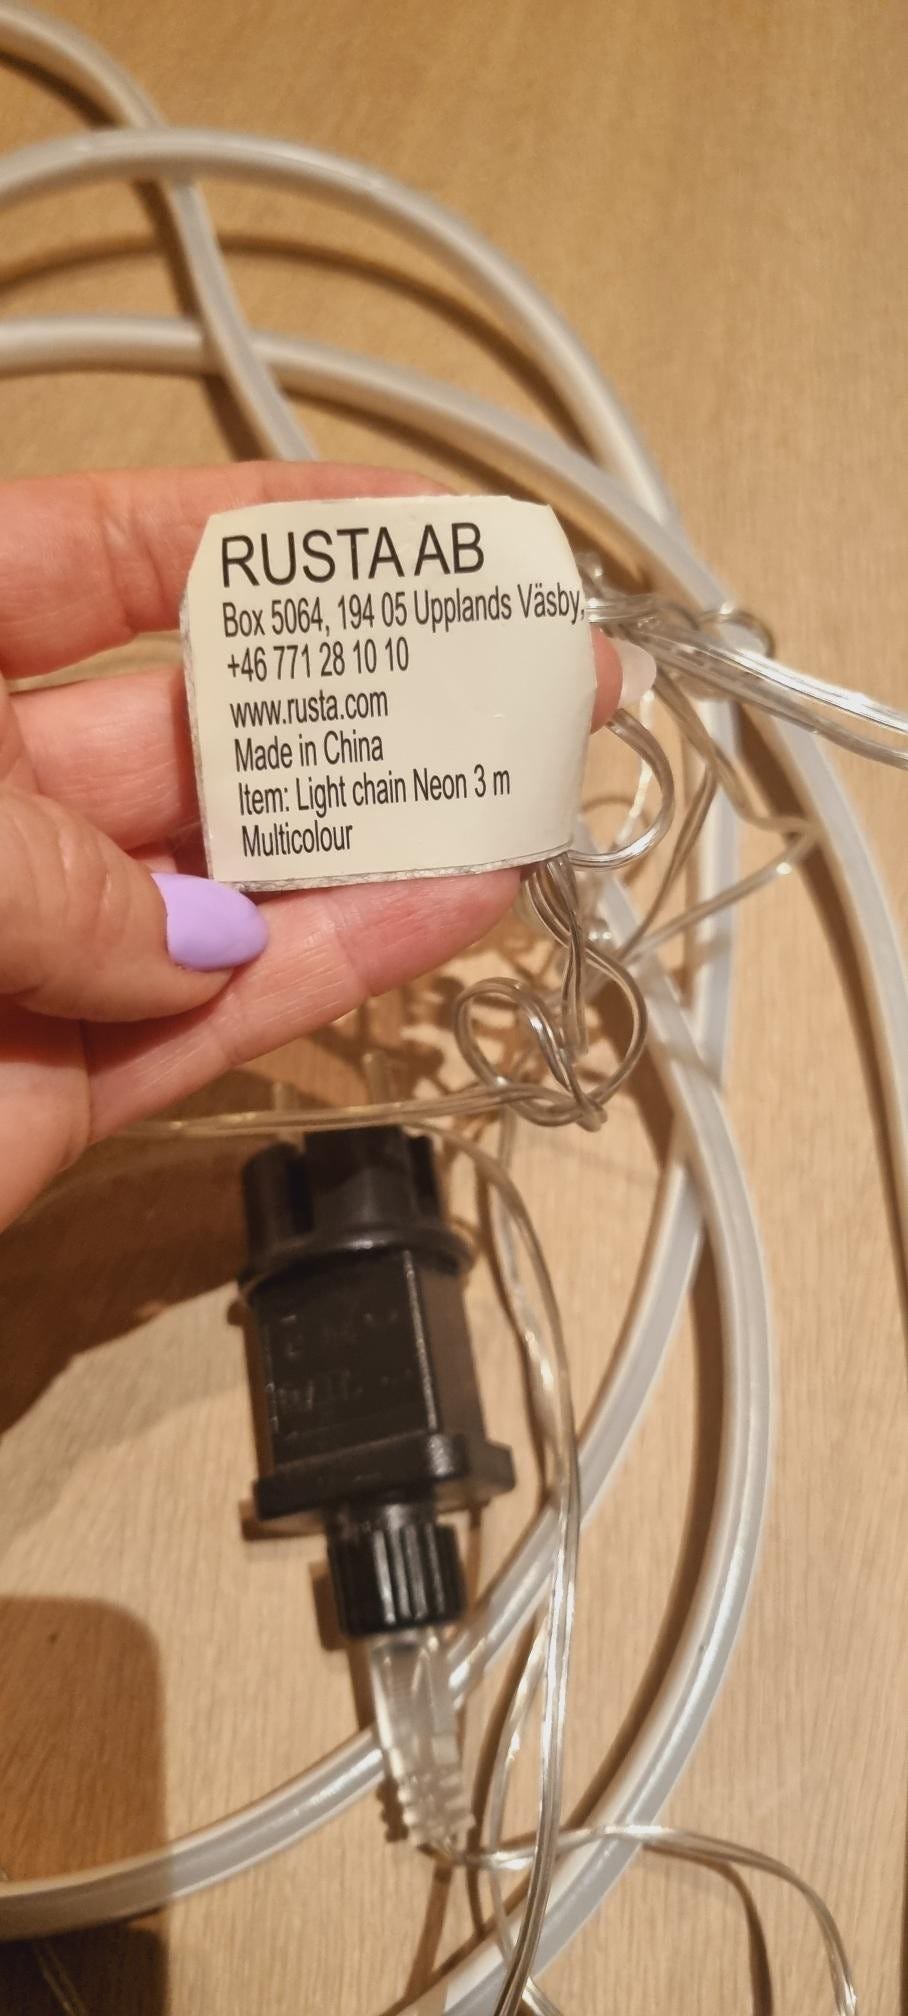 RUSTA AB
Box 5064, 194 05 Upplands Väsby,
+46 771 28 10 10
www.rusta.com
Made in China
Item: Light chain Neon 3 m
Multicolour